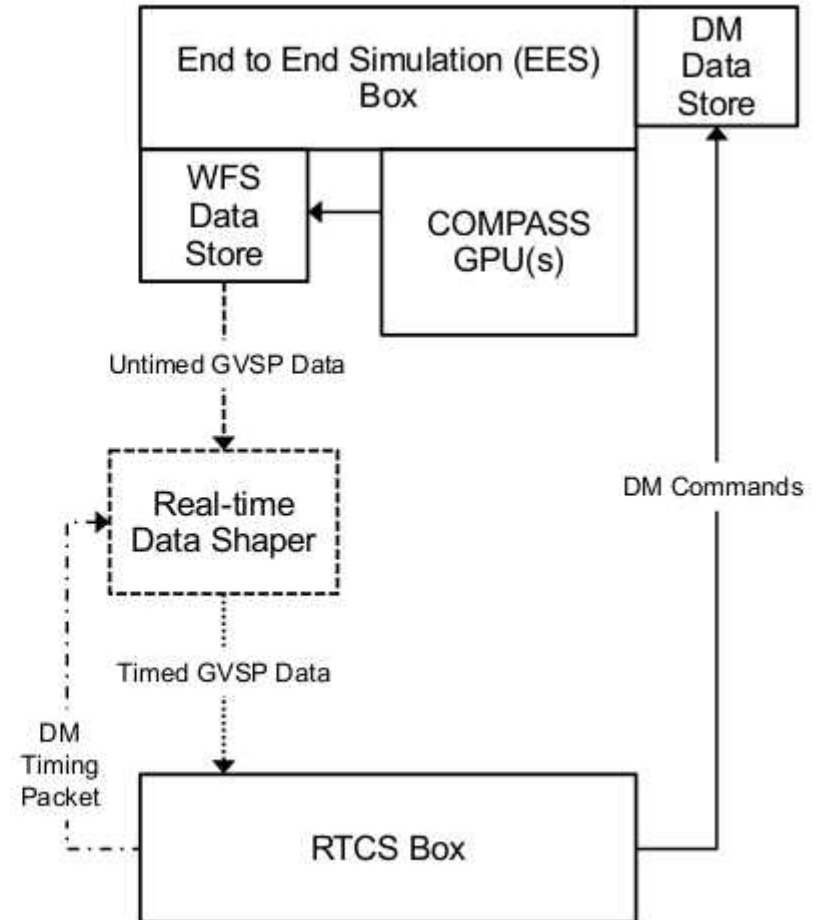 End to End Simulation (EES)
Box
DM
Data
Store
WFS
Data
Store
COMPASS
GPU(s)
Untimed GVSP Data
Real-time
Data Shaper
DM Commands
Timed GVSP Data
DM
Timing
Packet
RTCS Box